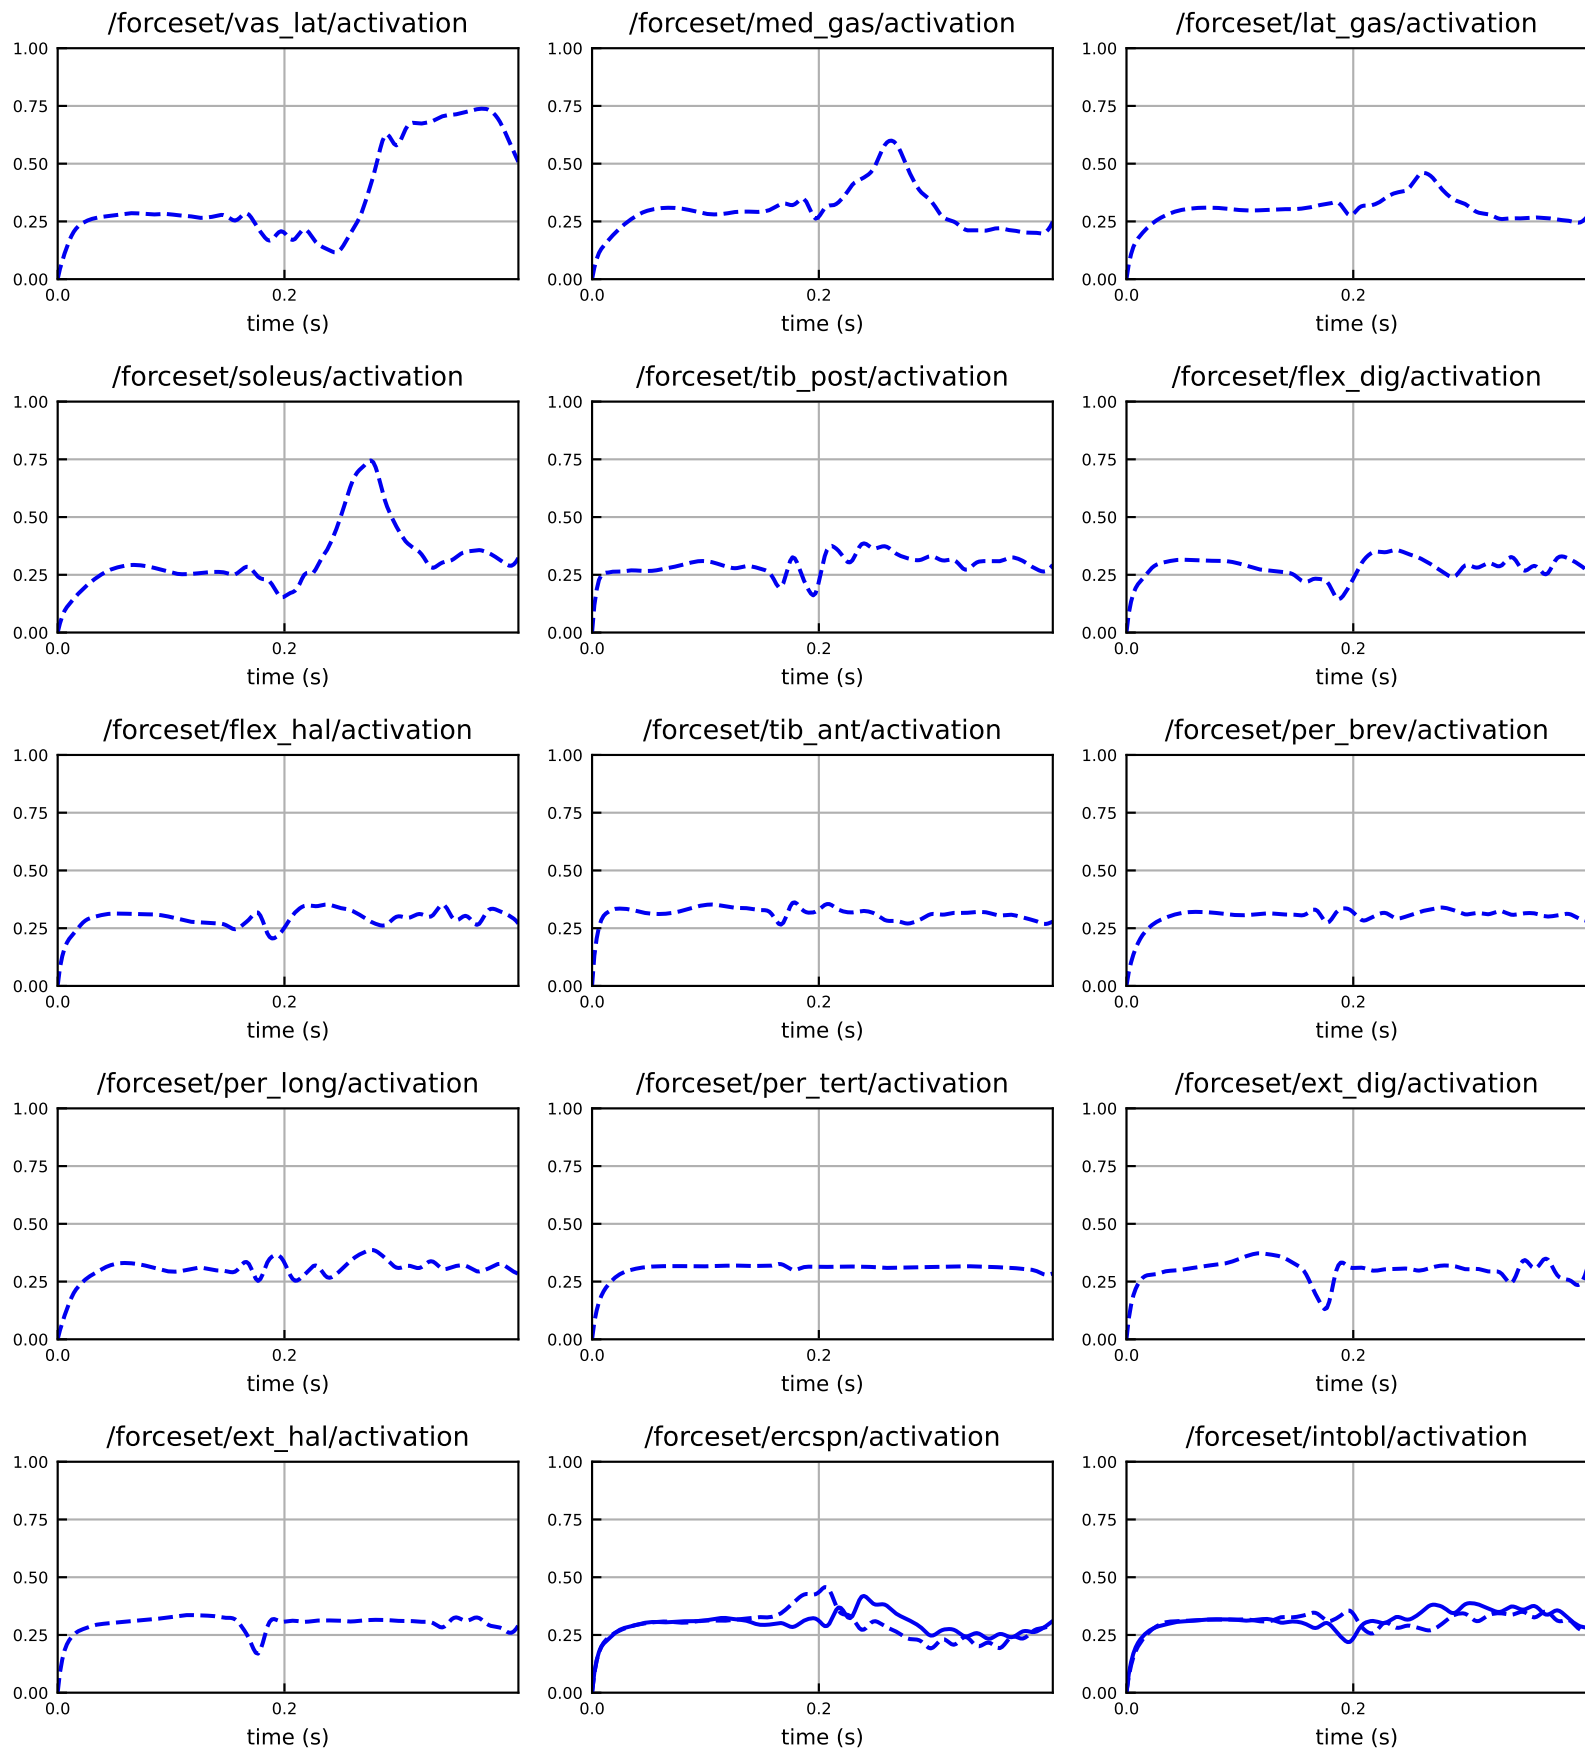 /forceset/vas_lat/activation /forceset/med_gas/activation /forceset/lat_gas/activation
1.00 1.00 1.00
0.75 0.75 0.75
0.50 0.50 0.50
0.25 0.25 0.25
0.00 0.00 0.00
0.0 0.2 0.0 0.2 0.0 0.2
time (s) time (s) time (s)
/forceset/soleus/activation /forceset/tib_post/activation /forceset/flex_dig/activation
1.00 1.00 1.00
0.75 0.75 0.75
0.50 0.50 0.50
0.25 0.25 0.25
0.00 0.00 0.00
0.0 0.2 0.0 0.2 0.0 0.2
time (s) time (s) time (s)
/forceset/flex_hal/activation /forceset/tib_ant/activation /forceset/per_brev/activation
1.00 1.00 1.00
0.75 0.75 0.75
0.50 0.50 0.50
0.25 0.25 0.25
0.00 0.00 0.00
0.0 0.2 0.0 0.2 0.0 0.2
time (s) time (s) time (s)
/forceset/per_long/activation /forceset/per_tert/activation /forceset/ext_dig/activation
1.00 1.00 1.00
0.75 0.75 0.75
0.50 0.50 0.50
0.25 0.25 0.25
0.00 0.00 0.00
0.0 0.2 0.0 0.2 0.0 0.2
time (s) time (s) time (s)
/forceset/ext_hal/activation /forceset/ercspn/activation /forceset/intobl/activation
1.00 1.00 1.00
0.75 0.75 0.75
0.50 0.50 0.50
0.25 0.25 0.25
0.00 0.00 0.00
0.0 0.2 0.0 0.2 0.0 0.2
time (s) time (s) time (s)